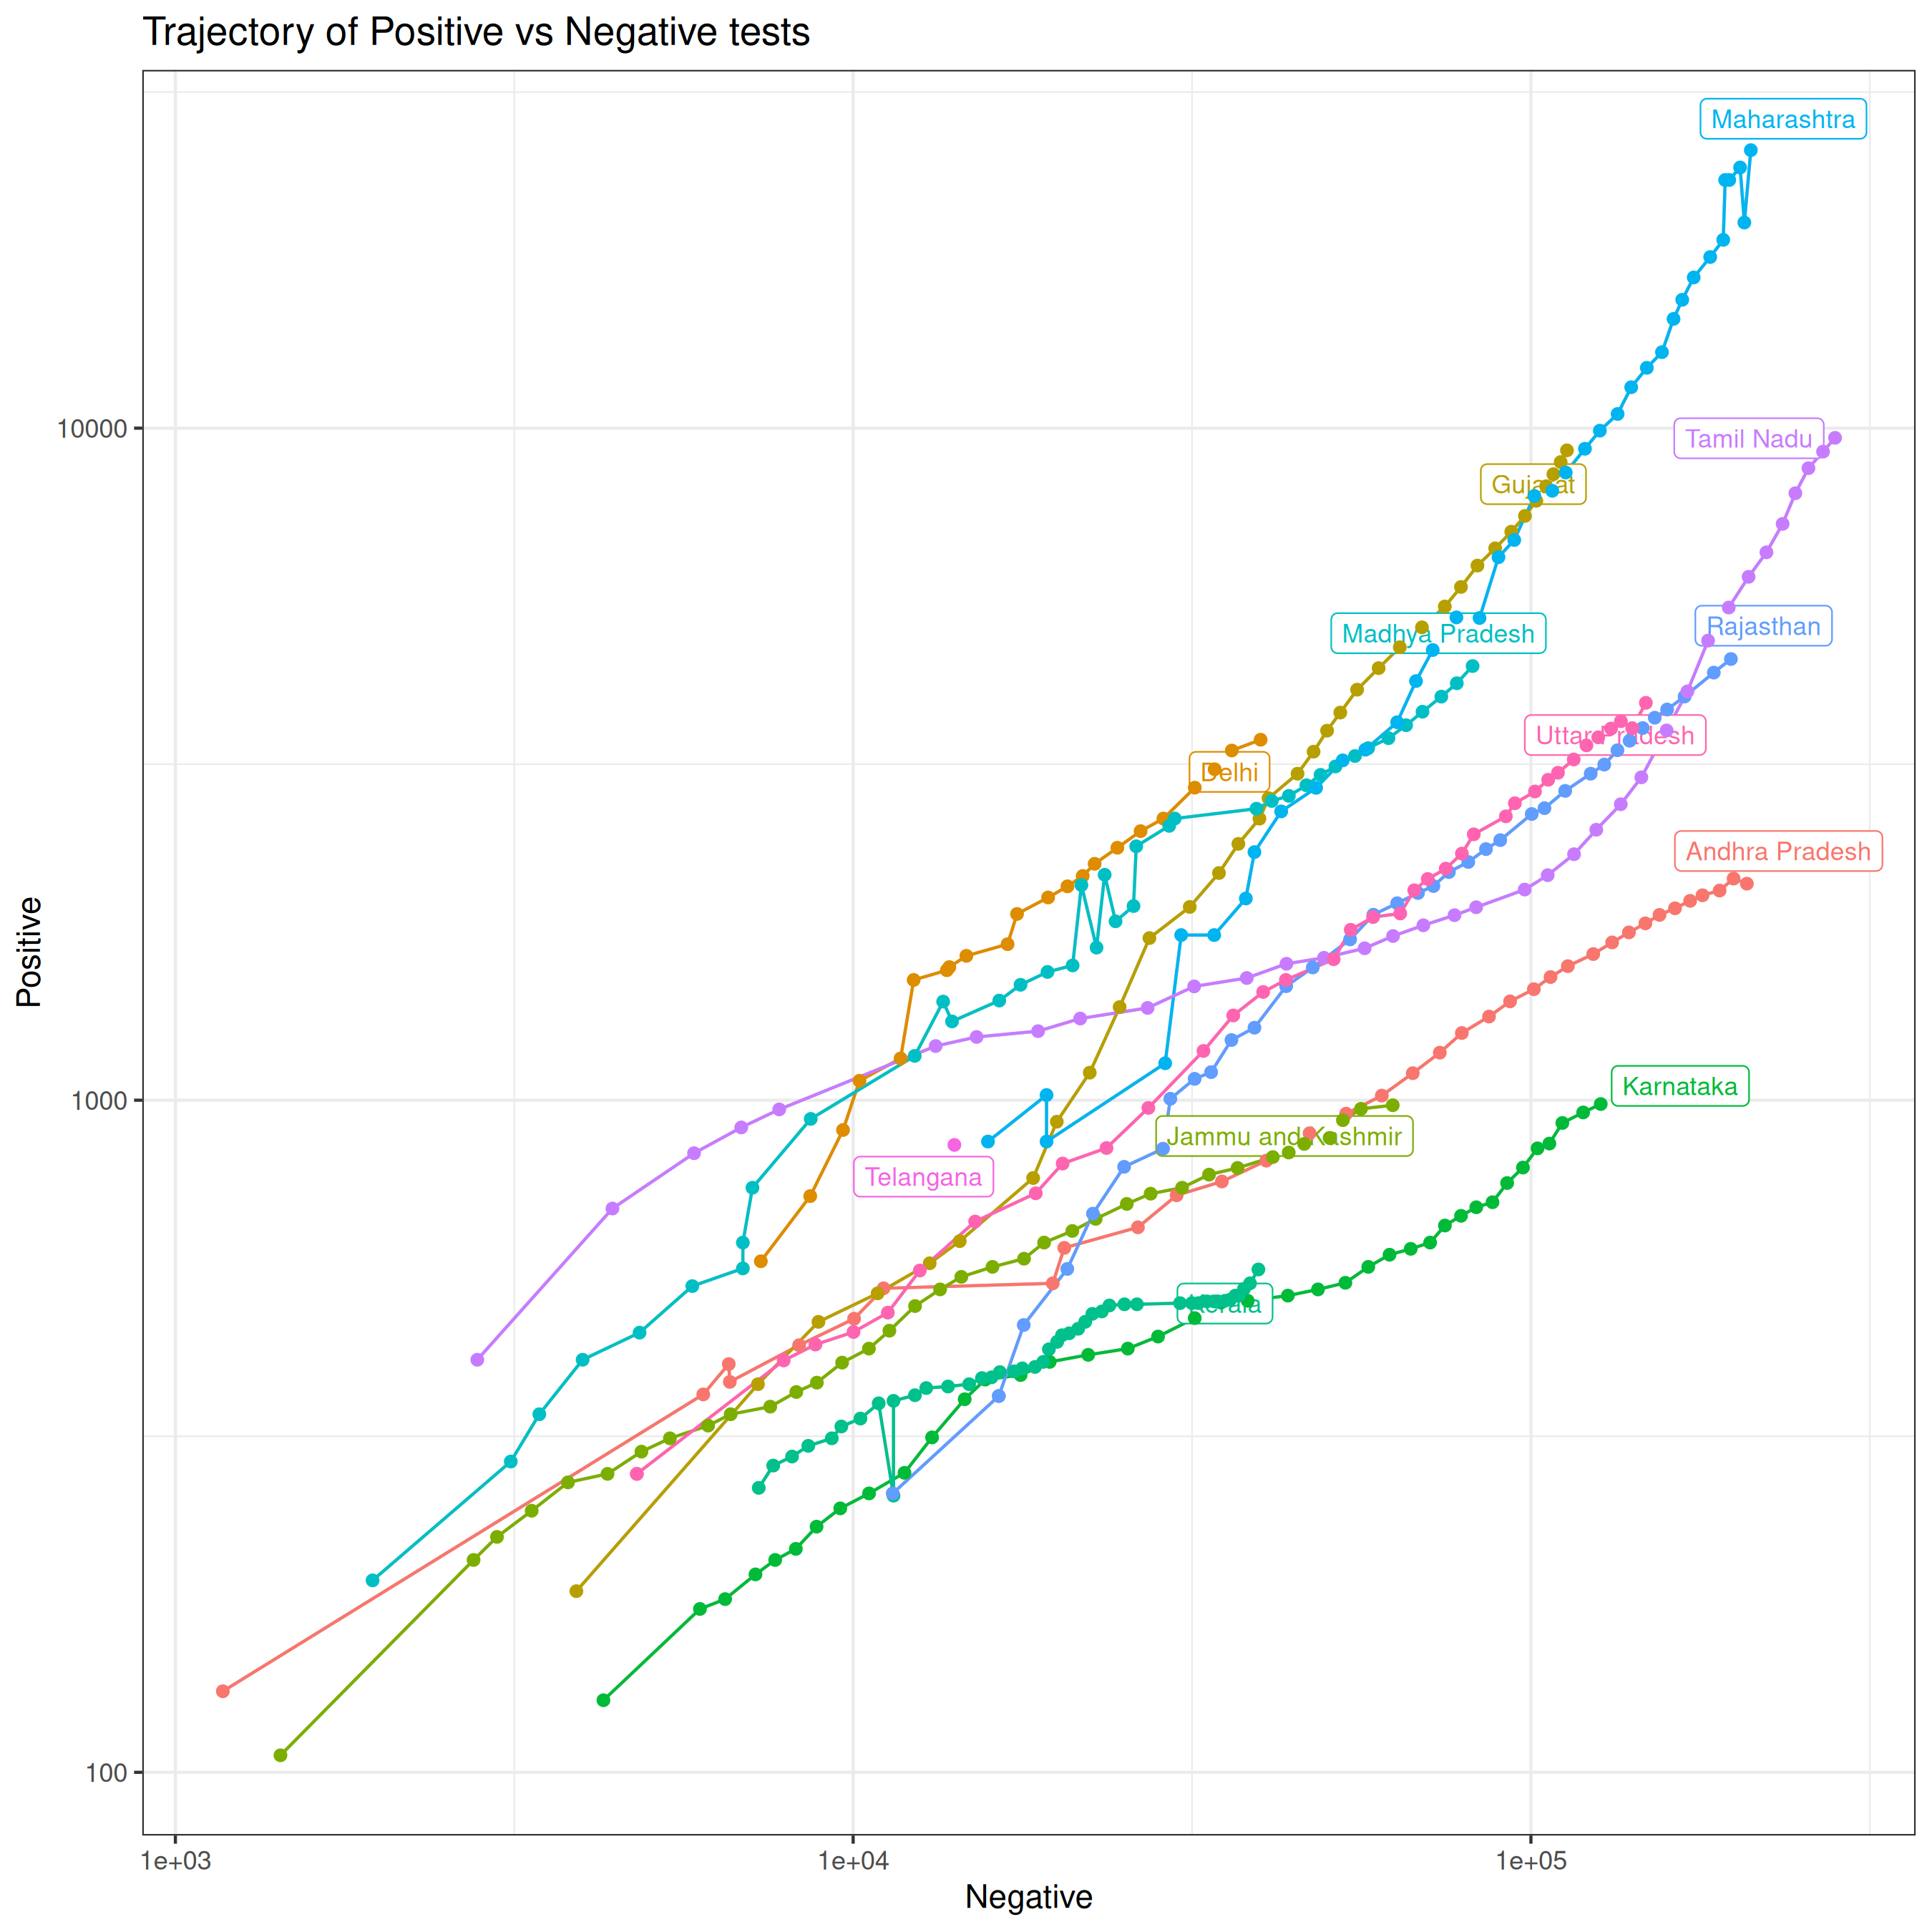 Trajectory of Positive vs Negative tests
Maharashtra
10000
Tamil Nadu
Gujarat
Rajasthan
Madhya Pradesh
Uttar Pradesh
Delhi
Andhra Pradesh
Positive
1000
Karnataka
Jammu and Kashmir
Telangana
Kerala
100
1e+03
1e+04
1e+05
Negative